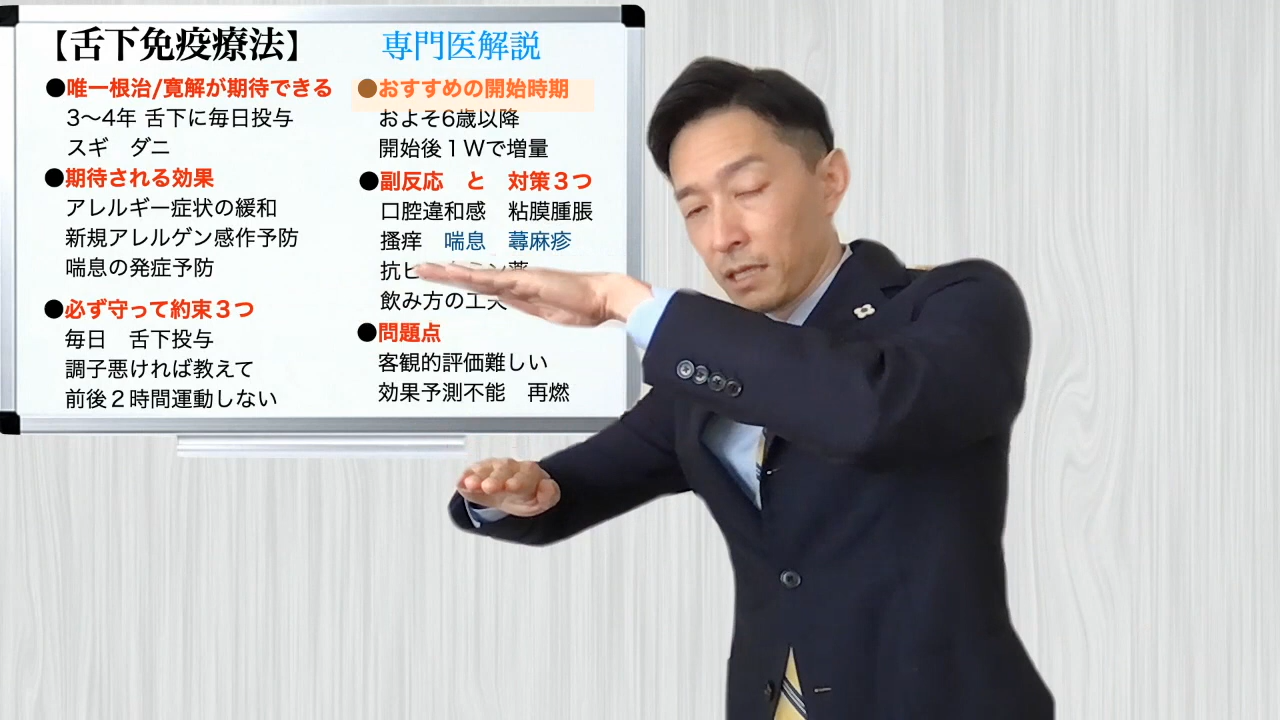 【舌下免疫療法】
●唯一根治/寛解が期待できる
3〜4年 舌下に毎日投与
スギ　ダニ
●期待される効果
アレルギー症状の緩和
新規アレルゲン感作予防
喘息の発症予防
●必ず守って約束３つ
毎日　舌下投与
調子悪ければ教えて
前後２時間運動しない
専門医解説
●おすすめの開始時期
およそ6歳以降
開始後１Wで増量
●副反応　と　対策３つ
口腔違和感　粘膜腫脹
搔痒　喘息　蕁麻疹
抗ヒスタミン薬
飲み方の工夫
●問題点
客観的評価難しい
効果予測不能　再燃